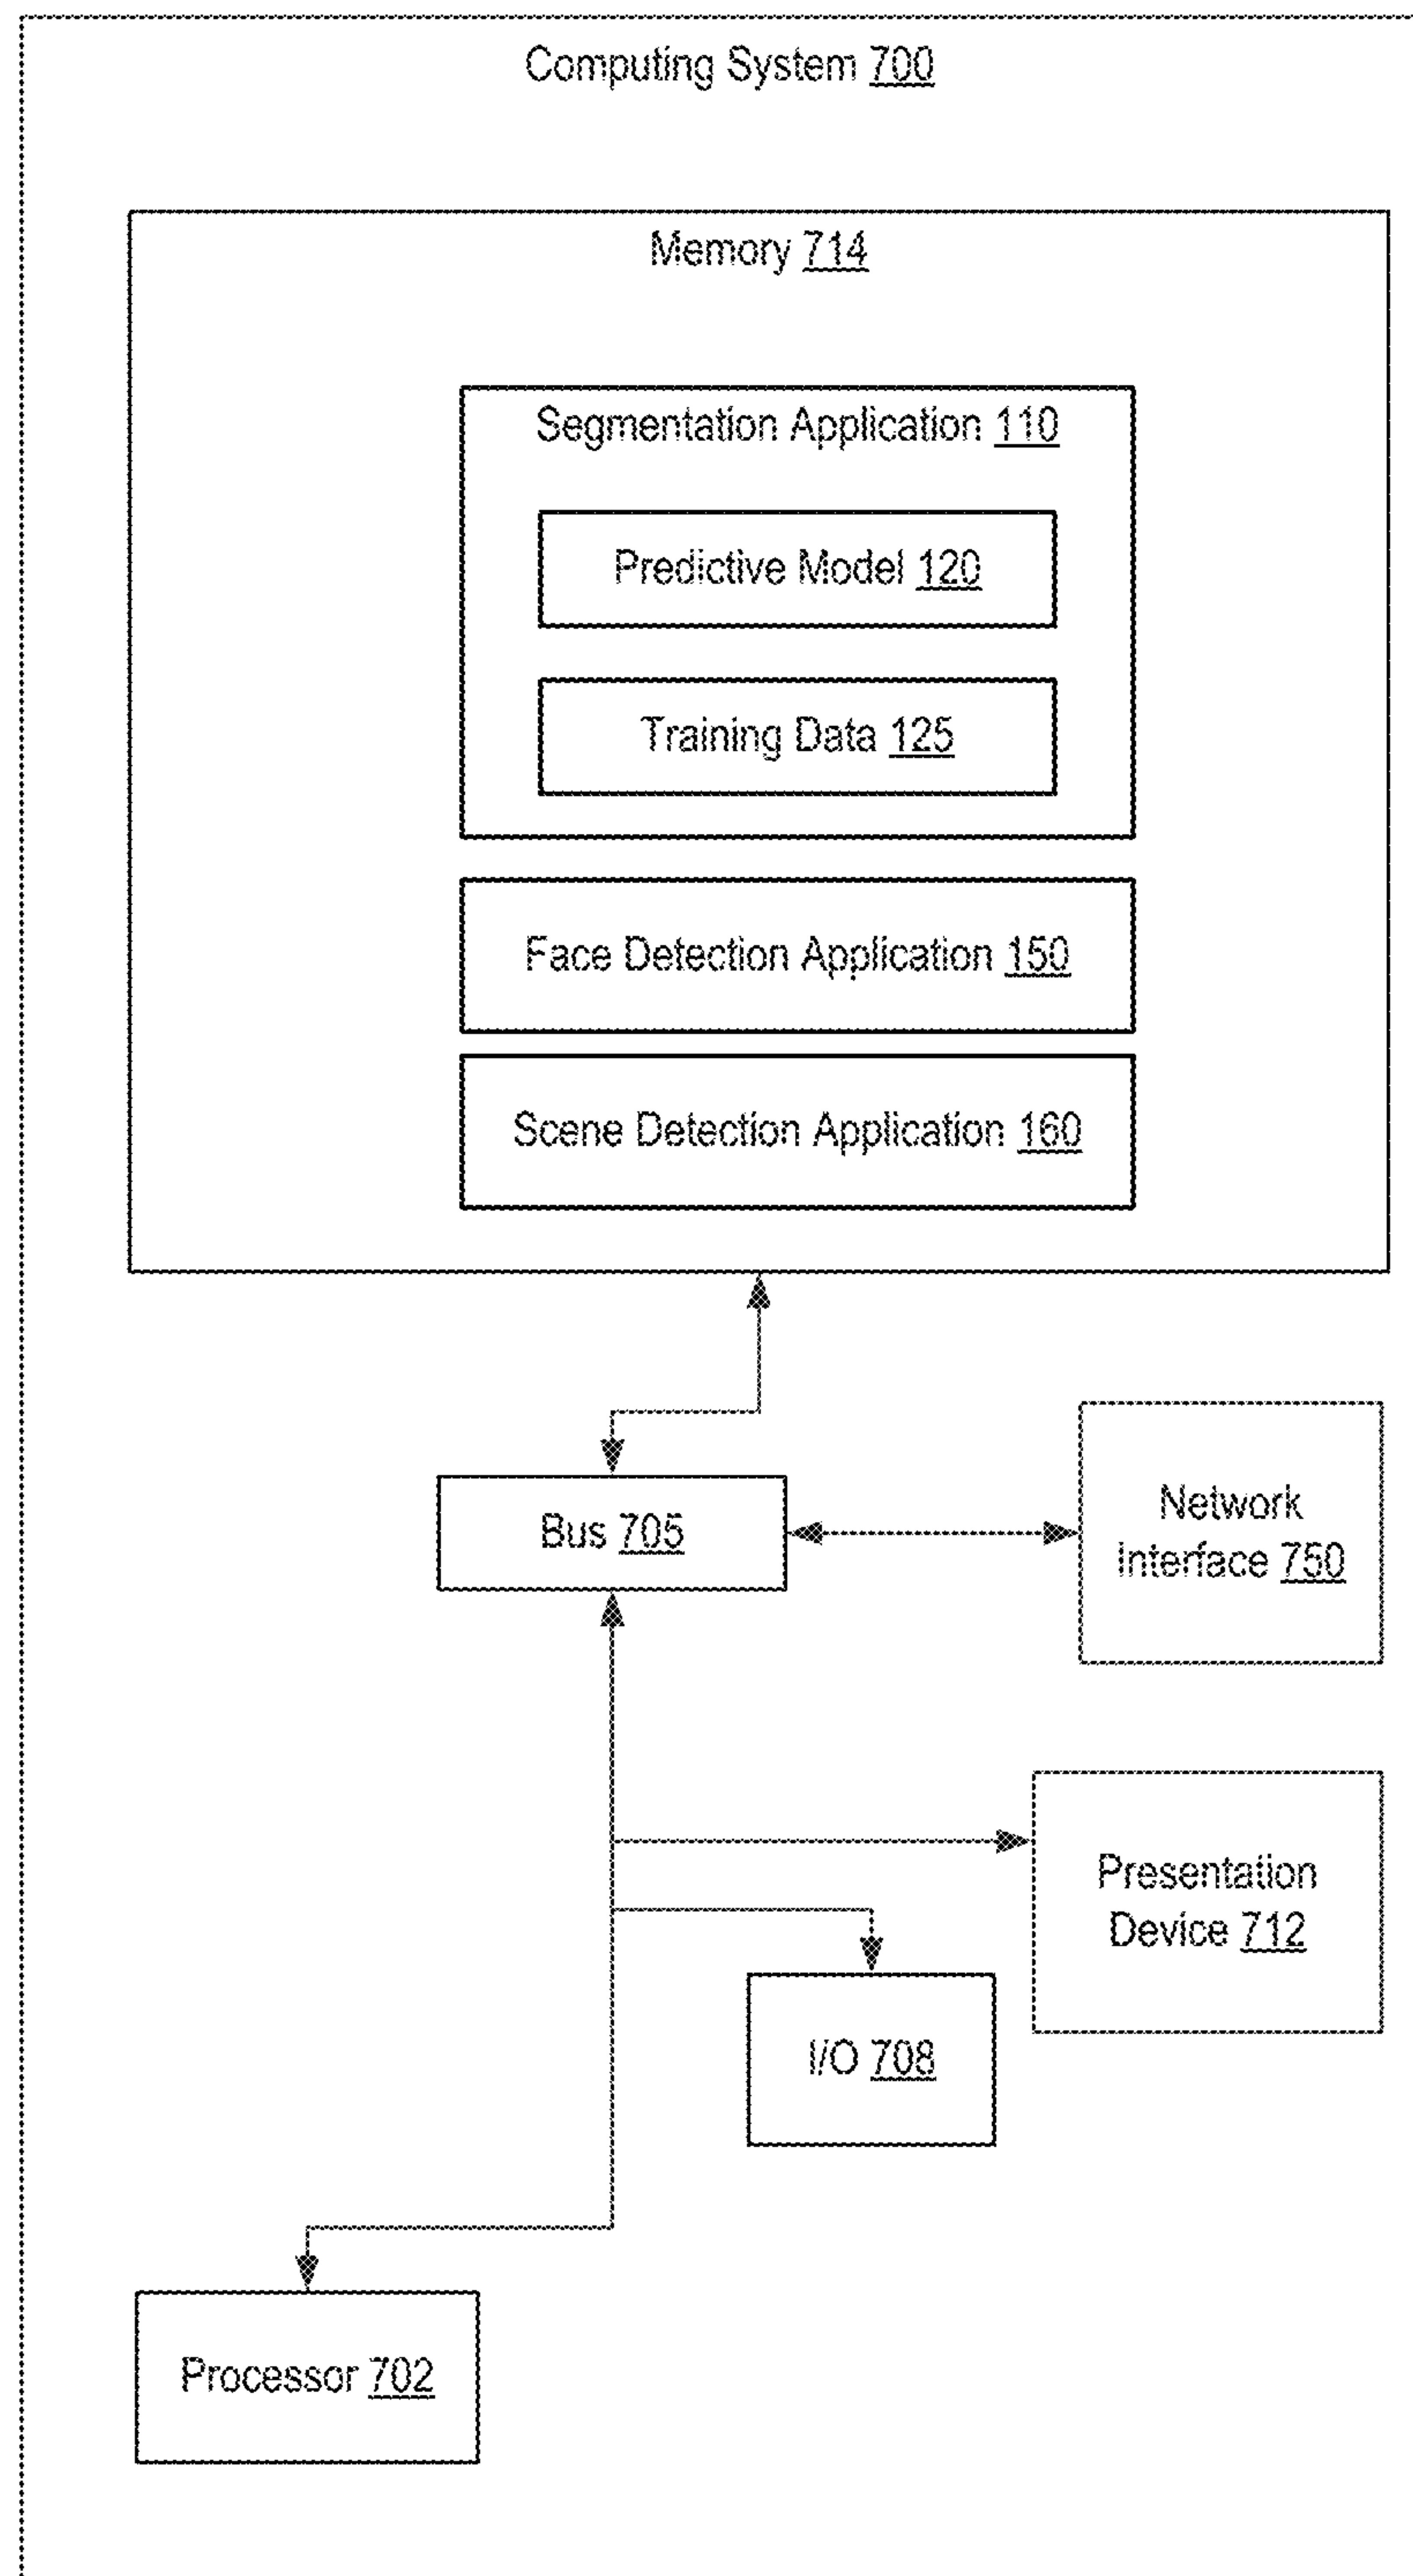 Computing System 700
Memory 714
Segmentation Application 110
Predictive Model 120
Training Data 125
Face Detection Application 150
Scene Detection Application 160
Bus 705
Network
Interface 750
Presentation
Device 712
I/O 708
Processor 702